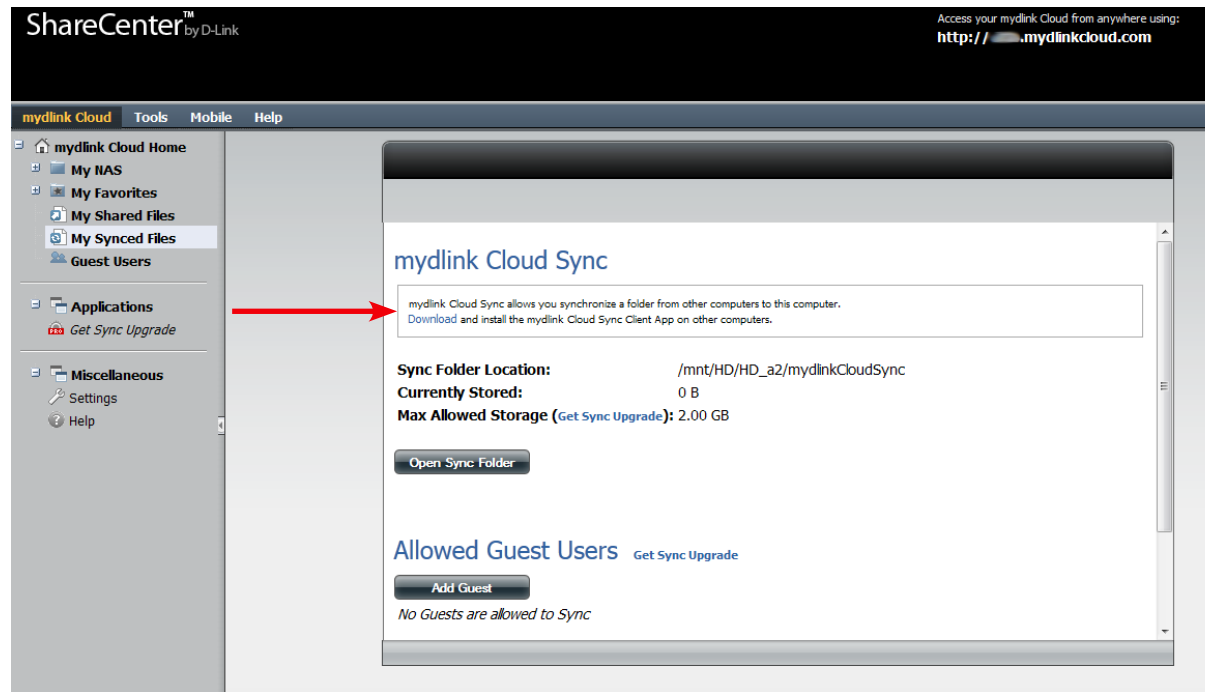 ShareCenter™ by D-Link
Access your mydlink Cloud from anywhere using:
http:// .mydlinkcloud.com
mydlink Cloud Tools Mobile Help
mydlink Cloud Home
My NAS
My Favorites
My Shared Files
My Synced Files
Guest Users
Applications
PRO Get Sync Upgrade
Miscellaneous
Settings
Help
mydlink Cloud Sync
mydlink Cloud Sync allows you synchronize a folder from other computers to this computer.
Download and install the mydlink Cloud Sync Client App on other computers.
Sync Folder Location: /mnt/HD/HD_a2/mydlinkCloudSync
Currently Stored: 0 B
Max Allowed Storage (Get Sync Upgrade): 2.00 GB
Open Sync Folder
Allowed Guest Users Get Sync Upgrade
Add Guest
No Guests are allowed to Sync